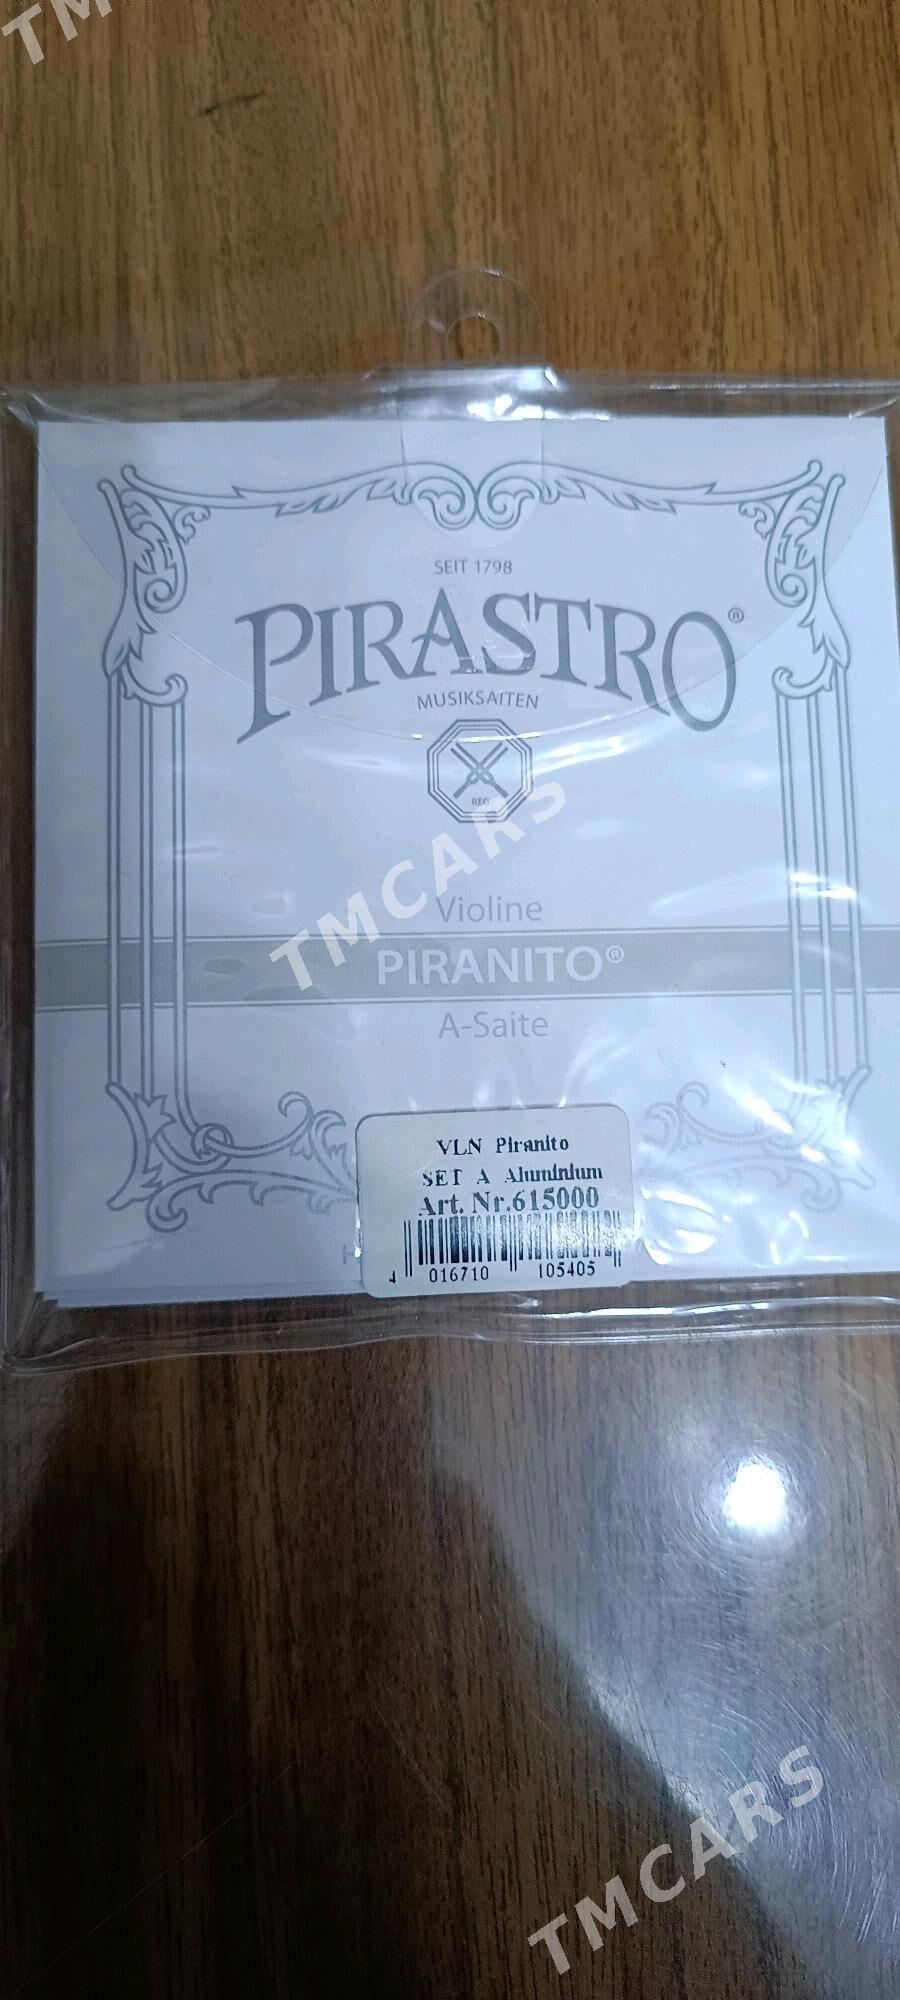 TM
SEIT 1798
PIRASTRO®
MUSIKSAITEN
REG
TMCARS
Violine
PIRANITO®
A-Saite
VLN Piranito
SET A Aluminium
Art. Nr.615000
4 016710 105405
TMCARS